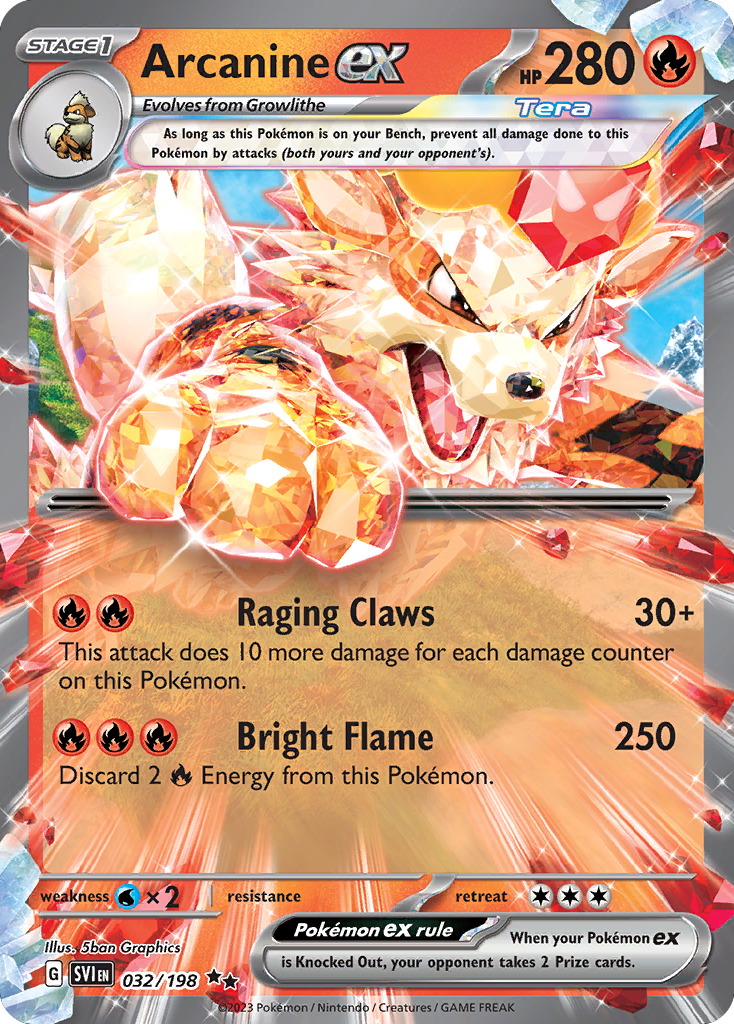 STAGE1
Arcanine ex
HP 280
Evolves from Growlithe
Tera
As long as this Pokémon is on your Bench, prevent all damage done to this
Pokémon by attacks (both yours and your opponent's).
Raging Claws 30+
This attack does 10 more damage for each damage counter
on this Pokémon.
Bright Flame 250
Discard 2 Energy from this Pokémon.
weakness ×2 resistance retreat
Illus. 5ban Graphics
Pokémon ex rule
When your Pokémon ex
is Knocked Out, your opponent takes 2 Prize cards.
G SVI EN 032/198 ★★
©2023 Pokémon / Nintendo / Creatures / GAME FREAK